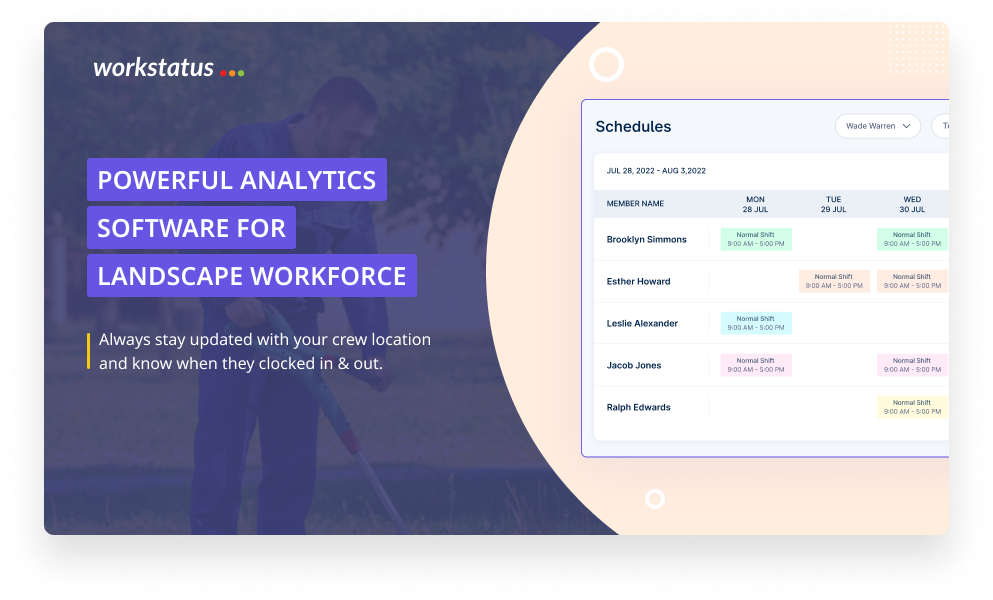 workstatus
POWERFUL ANALYTICS
SOFTWARE FOR
LANDSCAPE WORKFORCE
Always stay updated with your crew location
and know when they clocked in & out.
Schedules
Wade Warren
JUL 28, 2022 - AUG 3,2022
MEMBER NAME MON TUE WED
28 JUL 29 JUL 30 JUL
Brooklyn Simmons
Normal Shift Normal Shift
9:00 AM - 5:00 PM 9:00 AM - 5:00 PM
Esther Howard
Normal Shift Normal Shift
9:00 AM - 5:00 PM 9:00 AM - 5:00 PM
Leslie Alexander
Normal Shift
9:00 AM - 5:00 PM
Jacob Jones
Normal Shift Normal Shift
9:00 AM - 5:00 PM 9:00 AM - 5:00 PM
Ralph Edwards
Normal Shift
9:00 AM - 5:00 PM